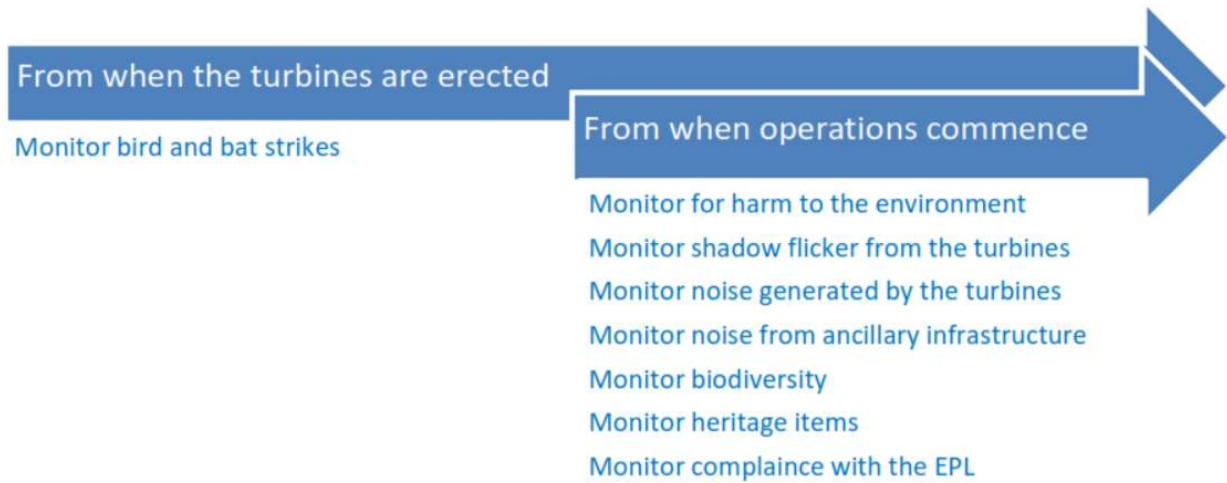 From when the turbines are erected
Monitor bird and bat strikes
From when operations commence
Monitor for harm to the environment
Monitor shadow flicker from the turbines
Monitor noise generated by the turbines
Monitor noise from ancillary infrastructure
Monitor biodiversity
Monitor heritage items
Monitor complaince with the EPL